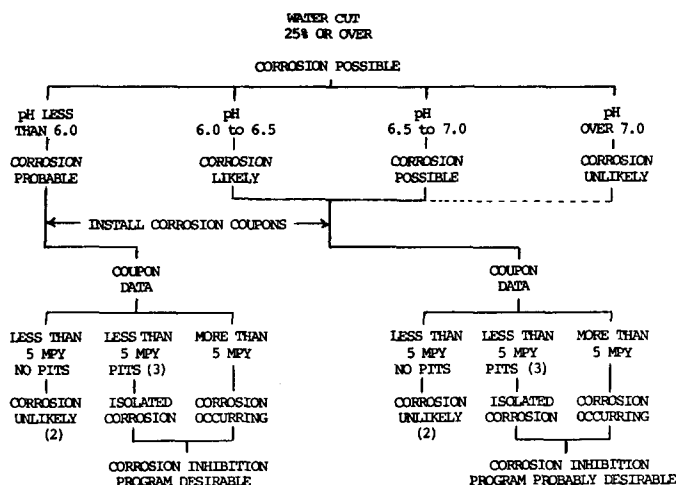 WATER CUT
25% OR OVER
CORROSION POSSIBLE
pH LESS
THAN 6.0
pH
6.0 to 6.5
pH
6.5 to 7.0
pH
OVER 7.0
CORROSION
PROBABLE
CORROSION
LIKELY
CORROSION
POSSIBLE
CORROSION
UNLIKELY
INSTALL CORROSION COUPONS
COUPON
DATA
LESS THAN
5 MPY
NO PITS
LESS THAN
5 MPY
PITS (3)
MORE THAN
5 MPY
CORROSION
UNLIKELY
(2)
ISOLATED
CORROSION
CORROSION
OCCURRING
CORROSION INHIBITION
PROGRAM DESIRABLE
COUPON
DATA
LESS THAN
5 MPY
NO PITS
LESS THAN
5 MPY
PITS (3)
MORE THAN
5 MPY
CORROSION
UNLIKELY
(2)
ISOLATED
CORROSION
CORROSION
OCCURRING
CORROSION INHIBITION
PROGRAM PROBABLY DESIRABLE